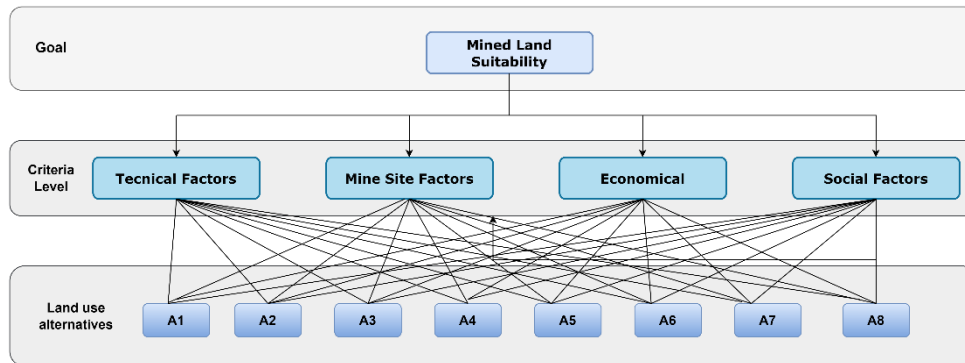 Goal
Mined Land
Suitability
Criteria
Level
Tecnical Factors
Mine Site Factors
Economical
Social Factors
Land use
alternatives
A1
A2
A3
A4
A5
A6
A7
A8